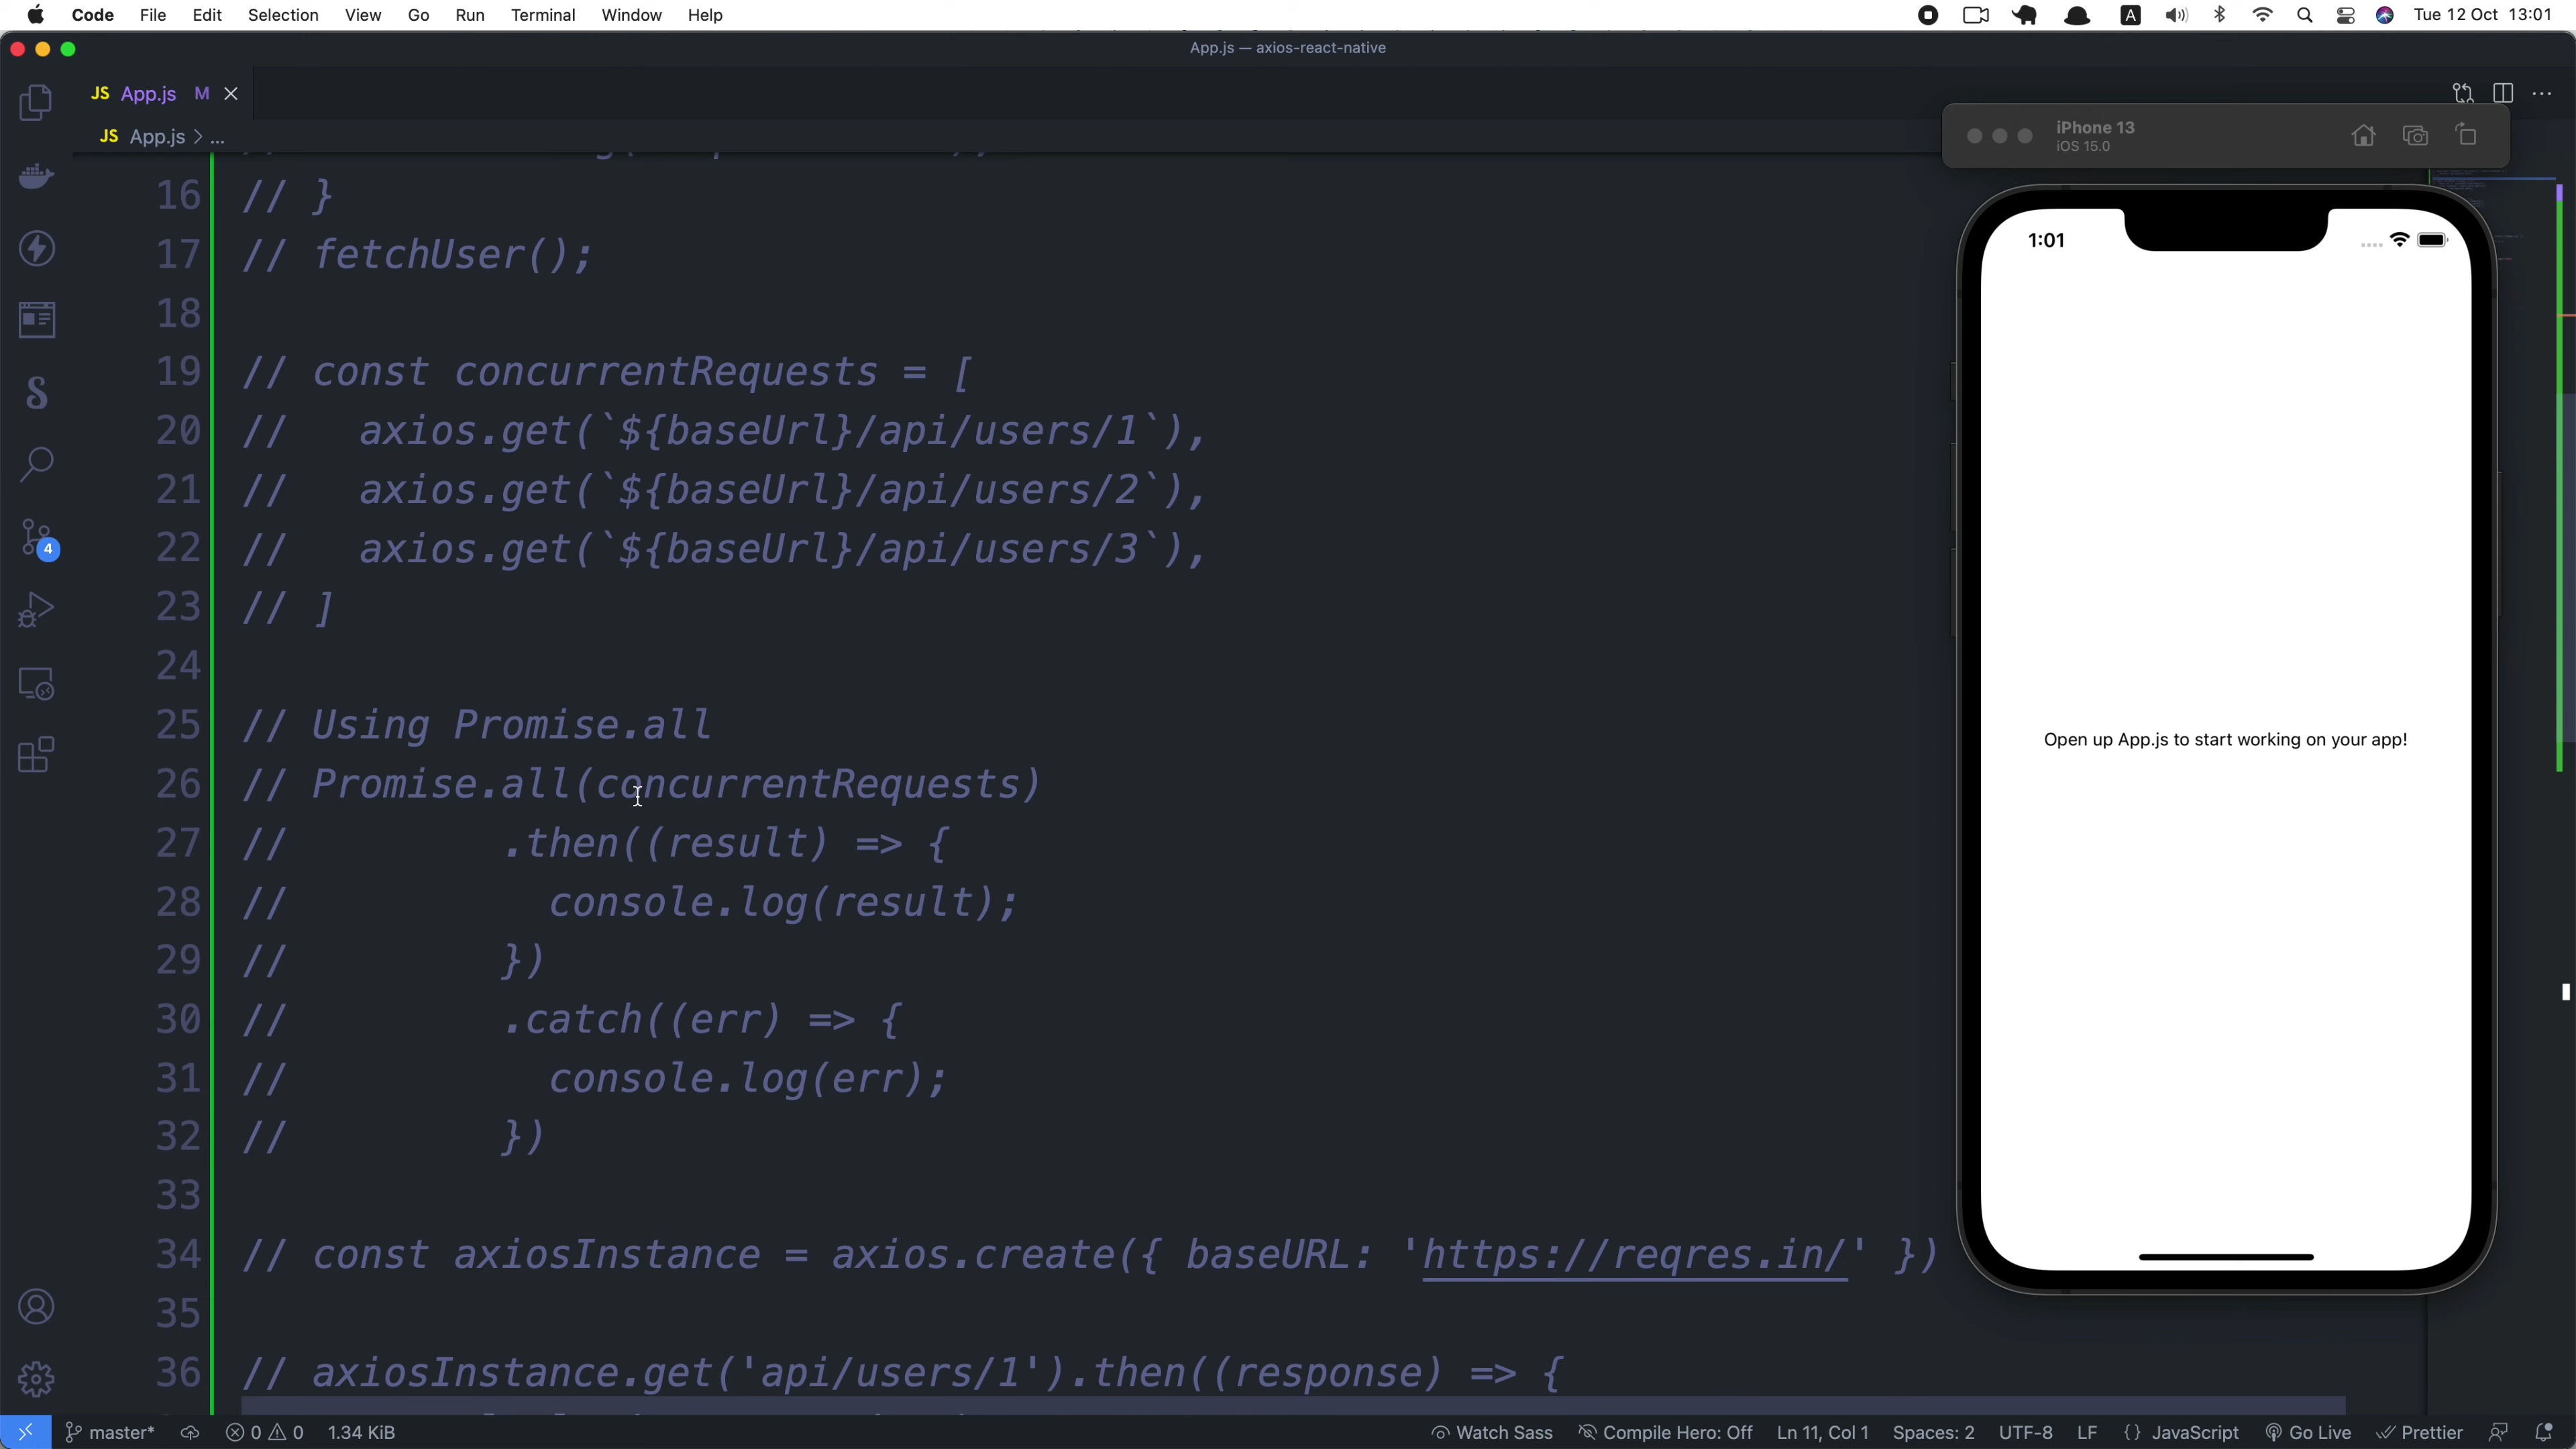 Code File Edit Selection View Go Run Terminal Window Help A Tue 12 Oct 13:01
App.js — axios-react-native
JS App.js M
JS App.js > ...
iPhone 13
iOS 15.0
1:01
16 // }
17 // fetchUser();
18
19 // const concurrentRequests = [
20 //   axios.get(`${baseUrl}/api/users/1`),
21 //   axios.get(`${baseUrl}/api/users/2`),
22 //   axios.get(`${baseUrl}/api/users/3`),
23 // ]
24
25 // Using Promise.all
26 // Promise.all(concurrentRequests)
27 //         .then((result) => {
28 //           console.log(result);
29 //         })
30 //         .catch((err) => {
31 //           console.log(err);
32 //         })
33
34 // const axiosInstance = axios.create({ baseURL: 'https://reqres.in/' })
35
36 // axiosInstance.get('api/users/1').then((response) => {
4
Open up App.js to start working on your app!
master* 0 0 1.34 KiB Watch Sass Compile Hero: Off Ln 11, Col 1 Spaces: 2 UTF-8 LF {} JavaScript Go Live Prettier